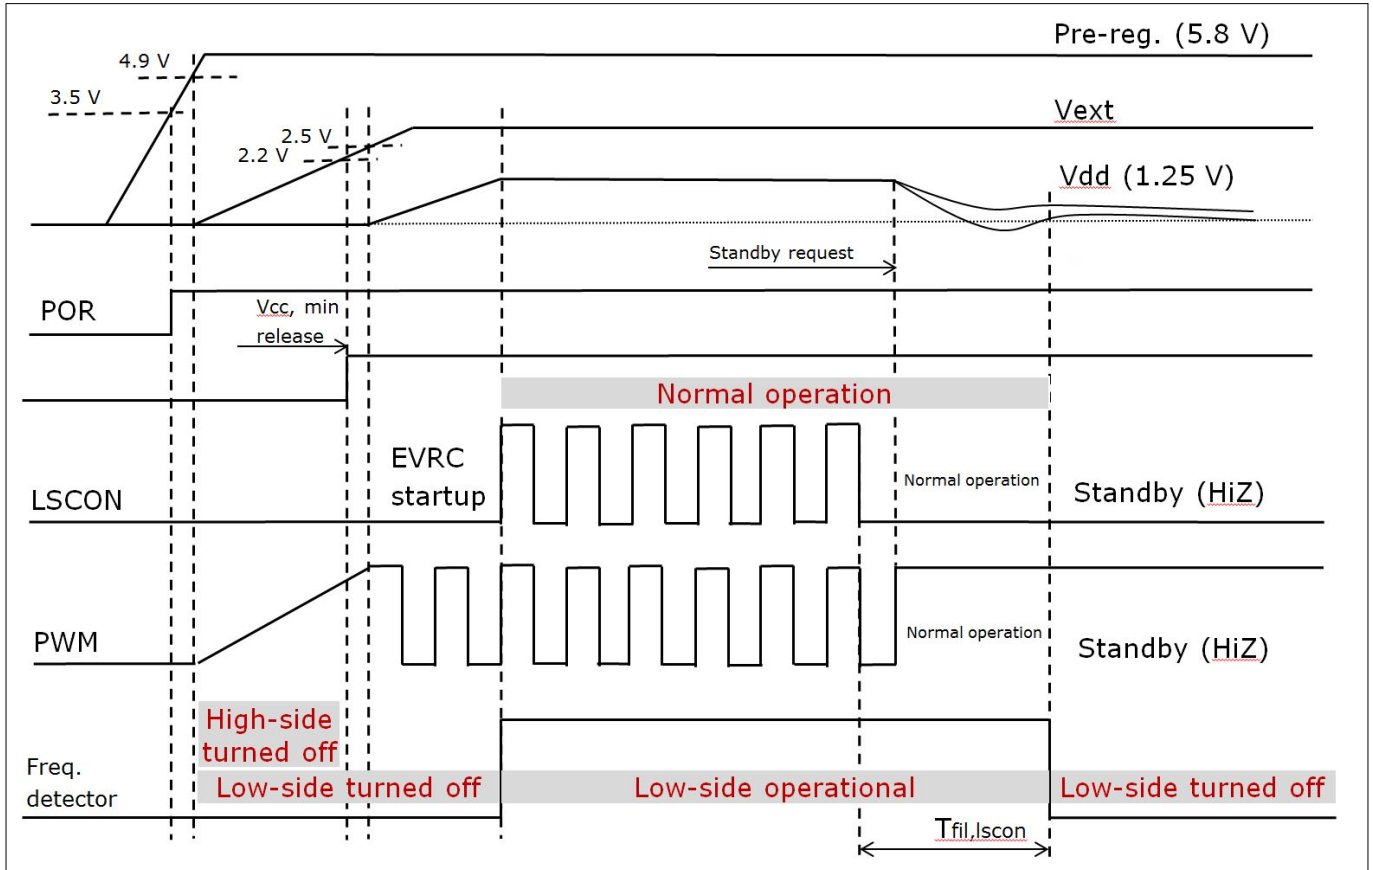 Pre-reg. (5.8 V)
4.9 V
3.5 V
Vext
2.5 V
2.2 V
Vdd (1.25 V)
Standby request
POR
Vcc, min
release
Normal operation
EVRC
startup
LSCON
Normal operation
Standby (HiZ)
PWM
Normal operation
Standby (HiZ)
High-side
turned off
Freq.
detector
Low-side turned off
Low-side operational
Low-side turned off
Tfil,lscon